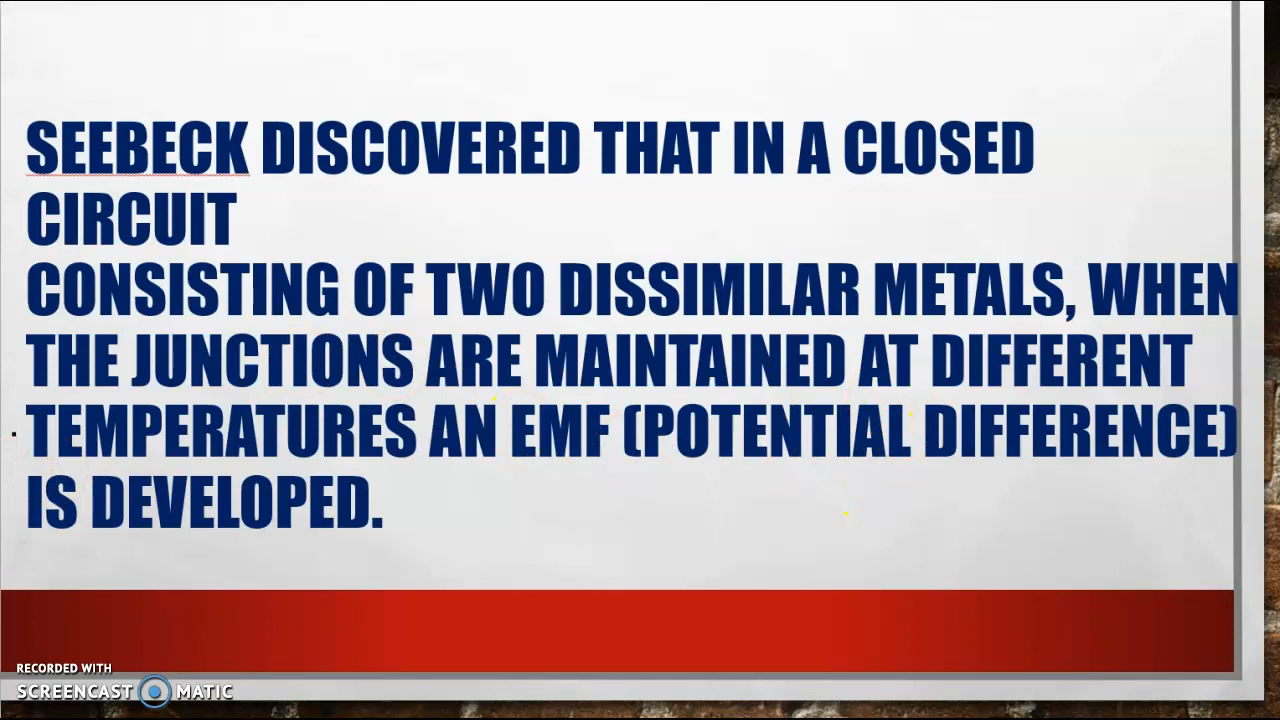 SEEBECK DISCOVERED THAT IN A CLOSED
CIRCUIT
CONSISTING OF TWO DISSIMILAR METALS, WHEN
THE JUNCTIONS ARE MAINTAINED AT DIFFERENT
TEMPERATURES AN EMF (POTENTIAL DIFFERENCE)
IS DEVELOPED.
RECORDED WITH
SCREENCAST MATIC